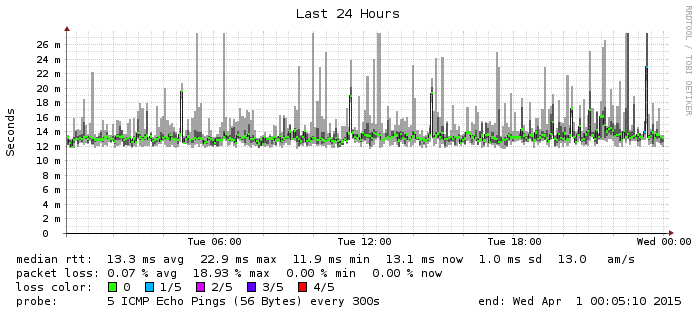 Last 24 Hours
RRDTOOL / TOBI OETIKER
Seconds
26 m
24 m
22 m
20 m
18 m
16 m
14 m
12 m
10 m
8 m
6 m
4 m
2 m
0
Tue 06:00 Tue 12:00 Tue 18:00 Wed 00:00
median rtt: 13.3 ms avg 22.9 ms max 11.9 ms min 13.1 ms now 1.0 ms sd 13.0 am/s
packet loss: 0.07 % avg 18.93 % max 0.00 % min 0.00 % now
loss color: 0 1/5 2/5 3/5 4/5
probe: 5 ICMP Echo Pings (56 Bytes) every 300s end: Wed Apr 1 00:05:10 2015